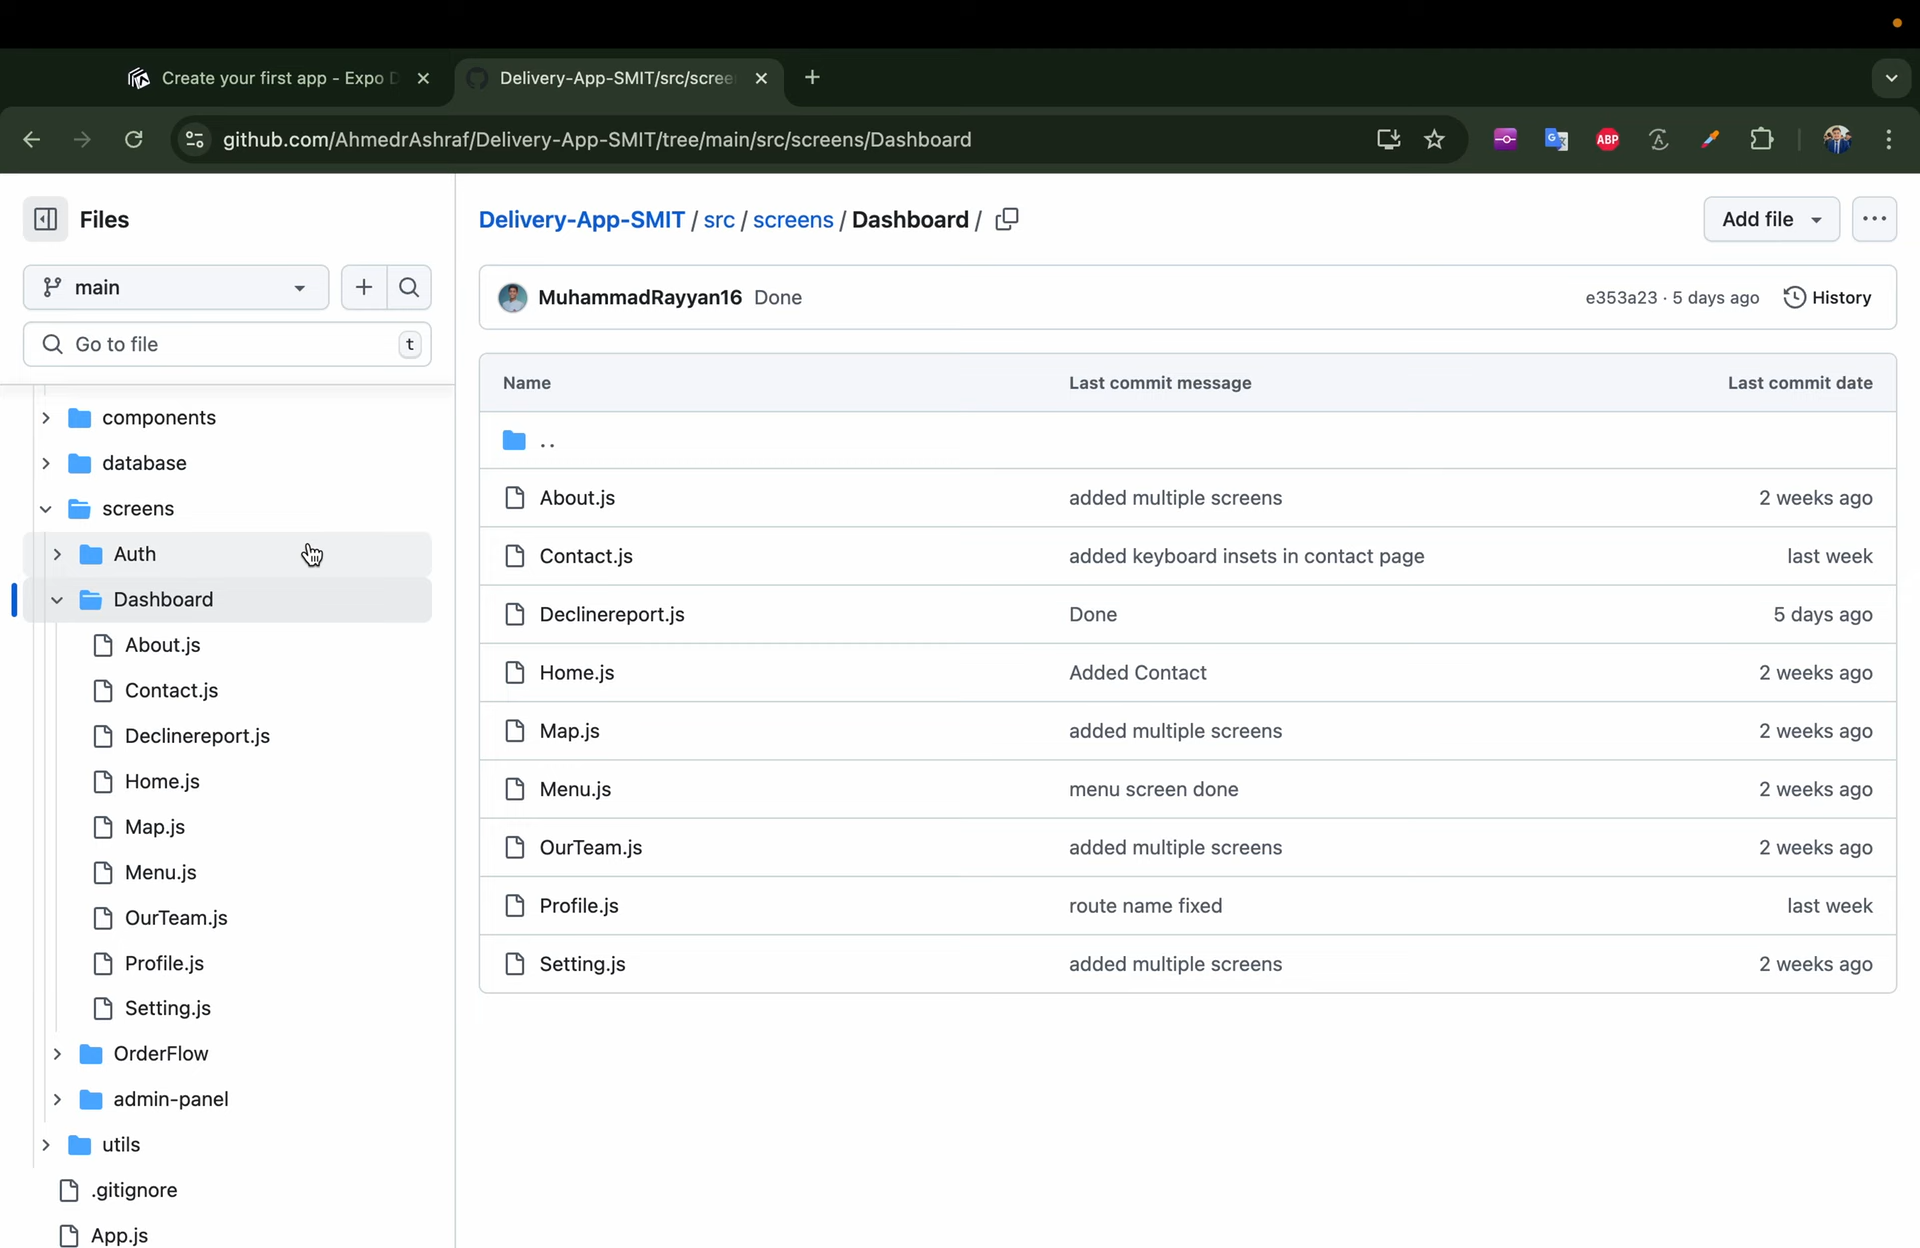 Create your first app - Expo D
Delivery-App-SMIT/src/scree
github.com/AhmedrAshraf/Delivery-App-SMIT/tree/main/src/screens/Dashboard
ABP
Files
main
Go to file
t
components
database
screens
Auth
Dashboard
About.js
Contact.js
Declinereport.js
Home.js
Map.js
Menu.js
OurTeam.js
Profile.js
Setting.js
OrderFlow
admin-panel
utils
.gitignore
App.js
Delivery-App-SMIT / src / screens / Dashboard /
Add file
MuhammadRayyan16 Done
e353a23 · 5 days ago
History
Name Last commit message Last commit date
..
About.js added multiple screens 2 weeks ago
Contact.js added keyboard insets in contact page last week
Declinereport.js Done 5 days ago
Home.js Added Contact 2 weeks ago
Map.js added multiple screens 2 weeks ago
Menu.js menu screen done 2 weeks ago
OurTeam.js added multiple screens 2 weeks ago
Profile.js route name fixed last week
Setting.js added multiple screens 2 weeks ago